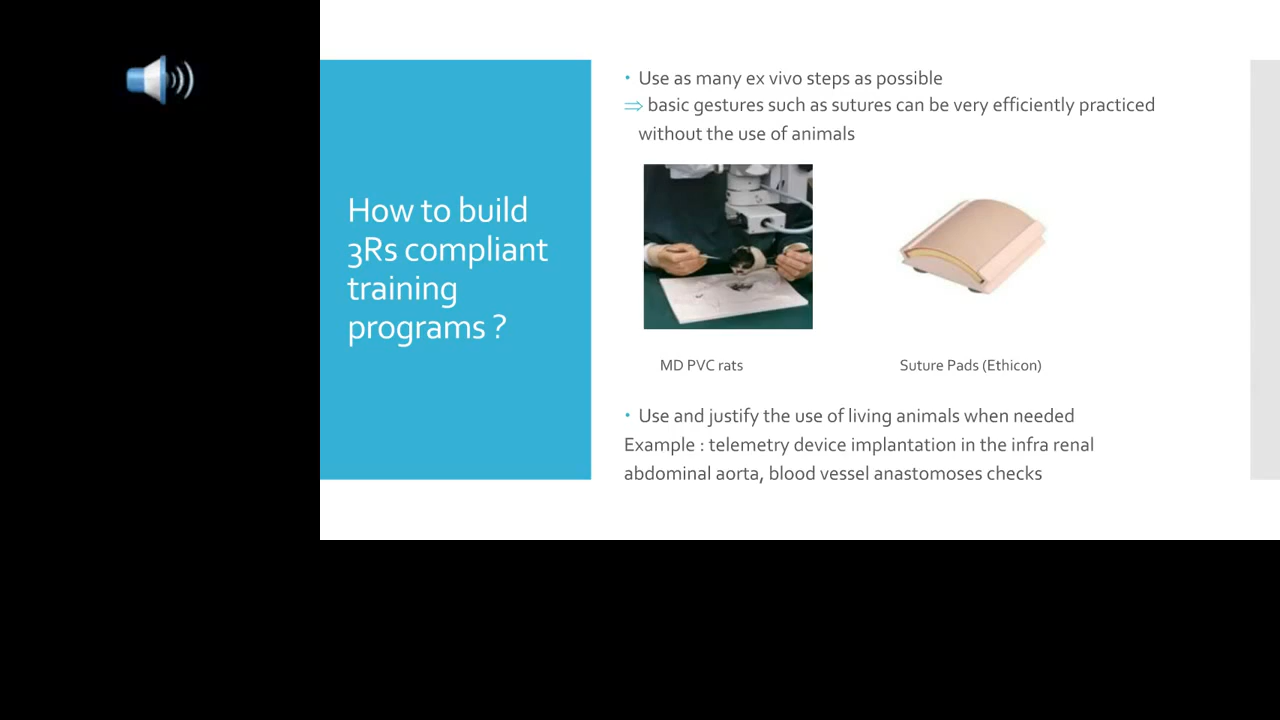 How to build
3Rs compliant
training
programs ?
• Use as many ex vivo steps as possible
⇒ basic gestures such as sutures can be very efficiently practiced
without the use of animals
MD PVC rats
Suture Pads (Ethicon)
• Use and justify the use of living animals when needed
Example : telemetry device implantation in the infra renal
abdominal aorta, blood vessel anastomoses checks